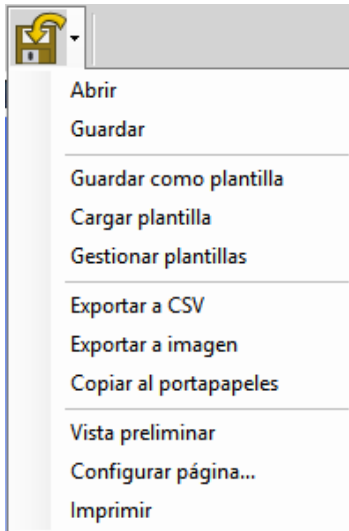 Abrir
Guardar
Guardar como plantilla
Cargar plantilla
Gestionar plantillas
Exportar a CSV
Exportar a imagen
Copiar al portapapeles
Vista preliminar
Configurar página...
Imprimir